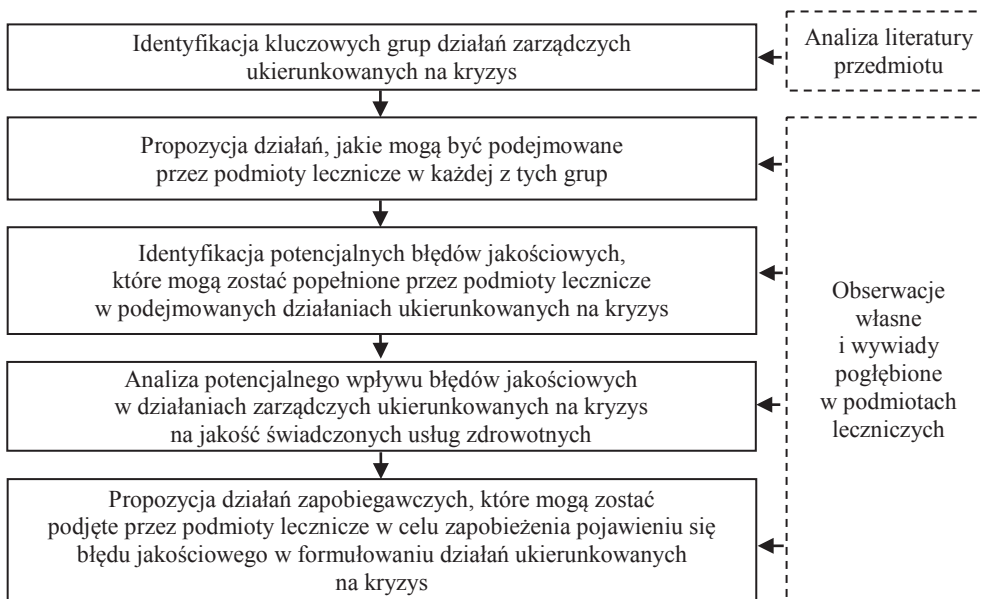 Identyfikacja kluczowych grup działań zarządczych
ukierunkowanych na kryzys
Analiza literatury
przedmiotu
Propozycja działań, jakie mogą być podejmowane
przez podmioty lecznicze w każdej z tych grup
Identyfikacja potencjalnych błędów jakościowych,
które mogą zostać popełnione przez podmioty lecznicze
w podejmowanych działaniach ukierunkowanych na kryzys
Analiza potencjalnego wpływu błędów jakościowych
w działaniach zarządczych ukierunkowanych na kryzys
na jakość świadczonych usług zdrowotnych
Propozycja działań zapobiegawczych, które mogą zostać
podjęte przez podmioty lecznicze w celu zapobieżenia pojawieniu się
błędu jakościowego w formułowaniu działań ukierunkowanych
na kryzys
Obserwacje
własne
i wywiady
pogłębione
w podmiotach
leczniczych